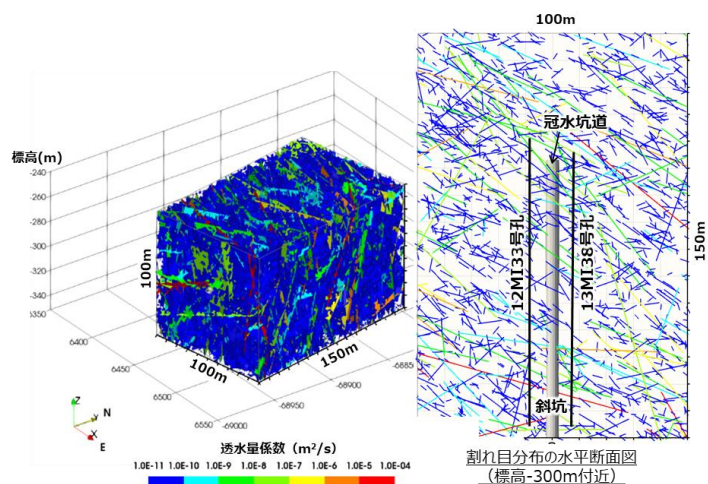 100m
冠水坑道
12MI33号孔
13MI38号孔
150m
斜坑
割れ目分布の水平断面図
(標高-300m付近)
標高(m)
-240
-260
-280
-300
-320
-340
100m
100m
150m
6350
6400
6450
6500
6550
-69000
-68950
-68900
-6885
Z
Y N
X
E
透水量係数 (m²/s)
1.0E-11 1.0E-10 1.0E-9 1.0E-8 1.0E-7 1.0E-6 1.0E-5 1.0E-04